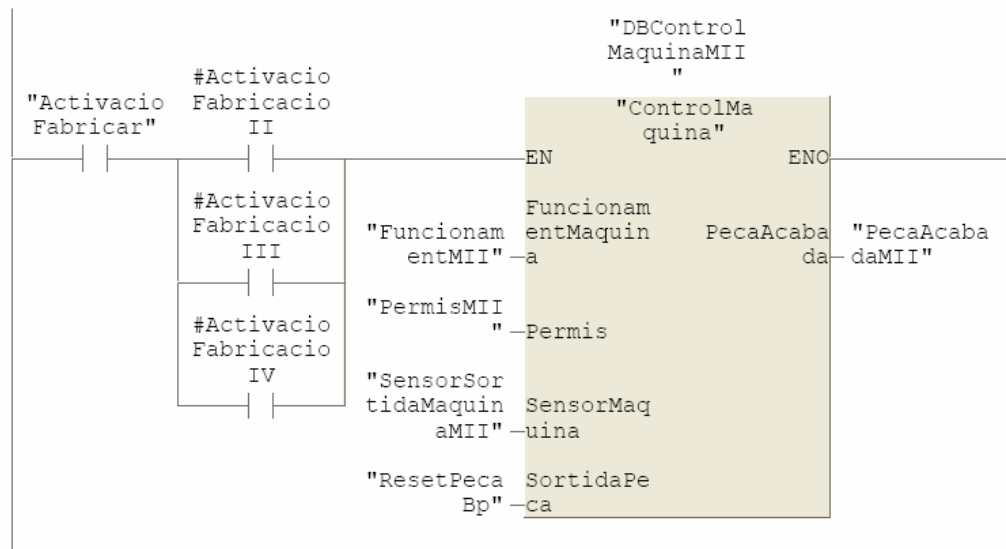 "DBControl
MaquinaMII
"
#Activacio
"Activacio Fabricacio
Fabricar" II
"ControlMa
quina"
EN ENO
#Activacio
Fabricacio
III
Funcionam
"Funcionam entMaquin PecaAcaba "PecaAcaba
entMII" a da daMII"
"PermisMII
" Permis
#Activacio
Fabricacio
IV
"SensorSor
tidaMaquin SensorMaq
aMII" uina
"ResetPeca SortidaPe
Bp" ca